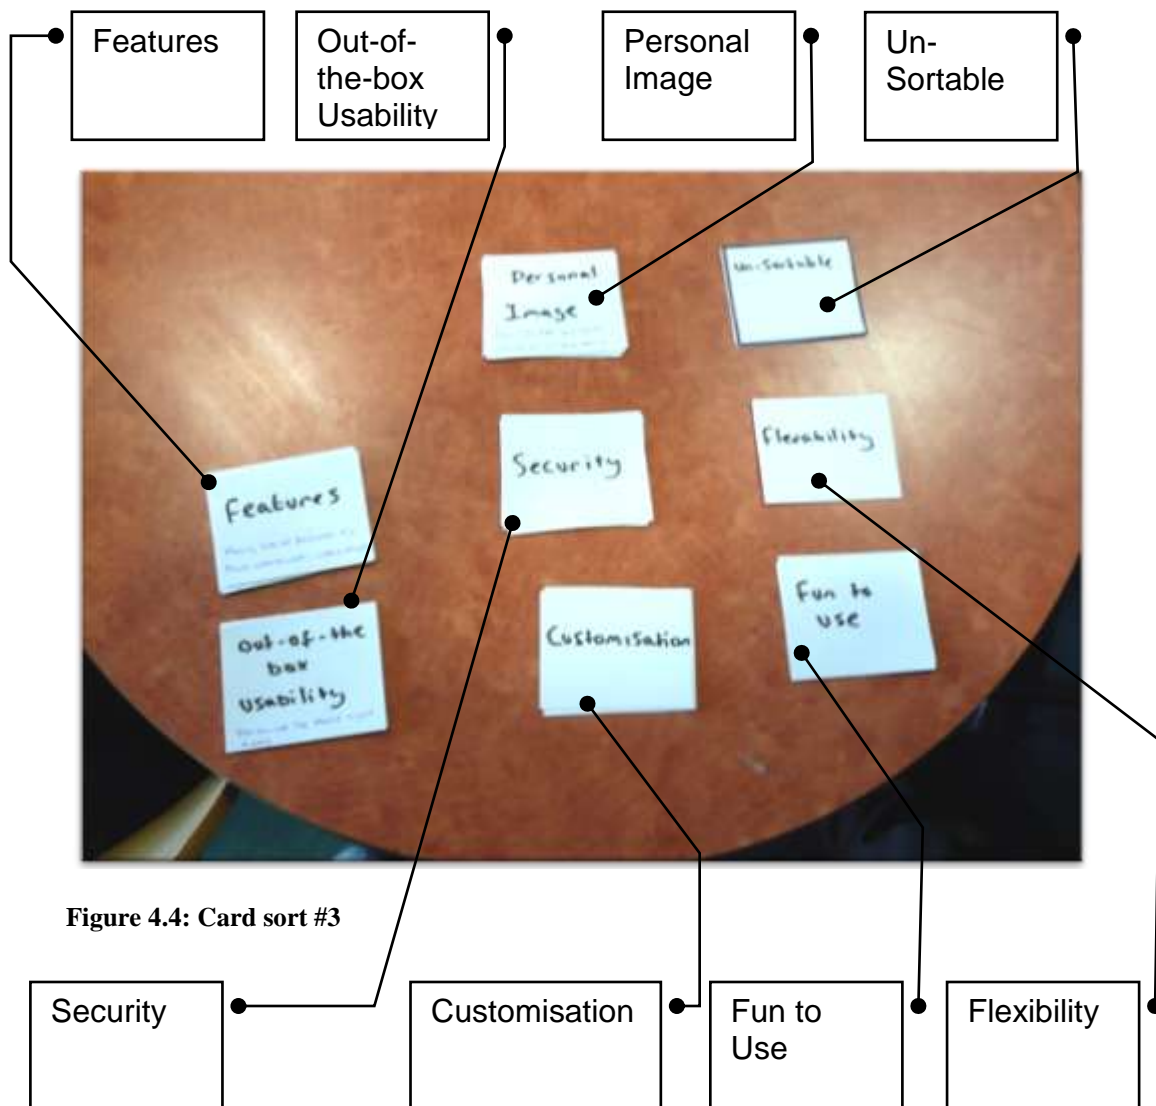 Features
Out-of-
the-box
Usability
Personal
Image
Un-
Sortable
Personal
Image
Un-Sortable
Security
Flexability
Features
Fun to
use
Out-of-the
box
usability
Customisation
Figure 4.4: Card sort #3
Security
Customisation
Fun to
Use
Flexibility